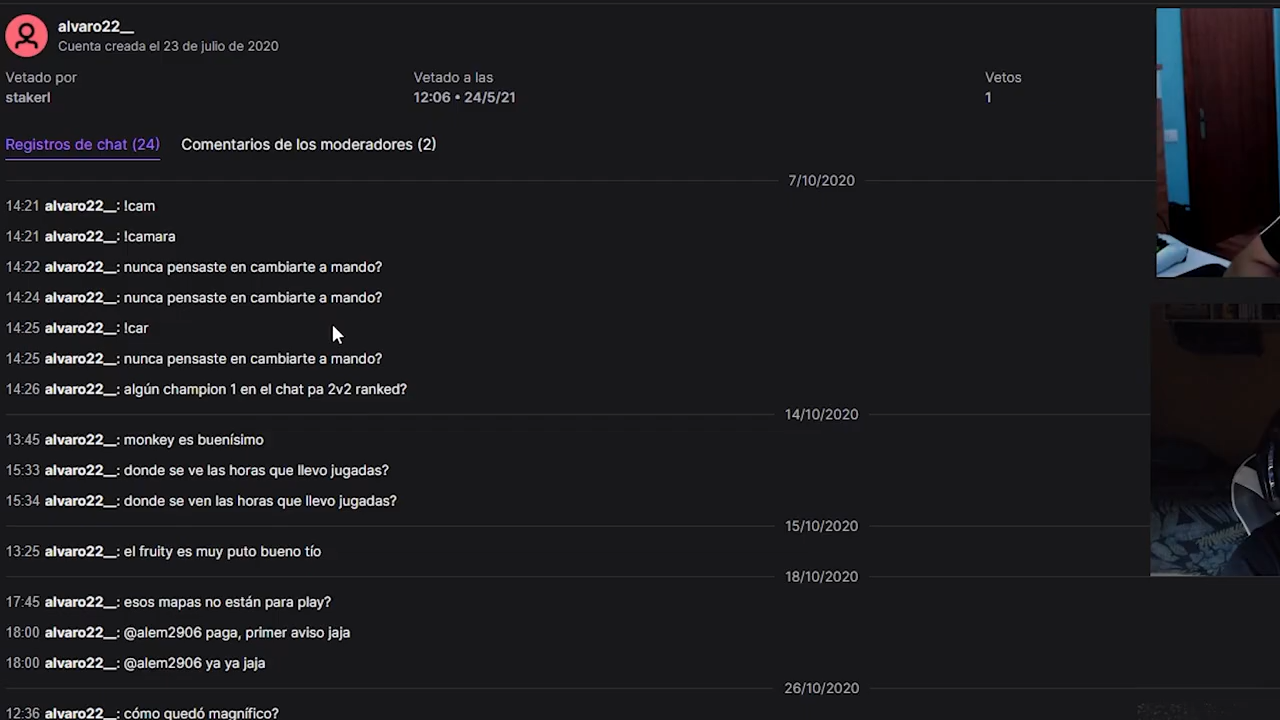 alvaro22__
Cuenta creada el 23 de julio de 2020
Vetado por Vetado a las Vetos
stakerl 12:06 • 24/5/21 1
Registros de chat (24) Comentarios de los moderadores (2)
7/10/2020
14:21 alvaro22__: !cam
14:21 alvaro22__: !camara
14:22 alvaro22__: nunca pensaste en cambiarte a mando?
14:24 alvaro22__: nunca pensaste en cambiarte a mando?
14:25 alvaro22__: !car
14:25 alvaro22__: nunca pensaste en cambiarte a mando?
14:26 alvaro22__: algún champion 1 en el chat pa 2v2 ranked?
14/10/2020
13:45 alvaro22__: monkey es buenísimo
15:33 alvaro22__: donde se ve las horas que llevo jugadas?
15:34 alvaro22__: donde se ven las horas que llevo jugadas?
15/10/2020
13:25 alvaro22__: el fruity es muy puto bueno tío
18/10/2020
17:45 alvaro22__: esos mapas no están para play?
18:00 alvaro22__: @alem2906 paga, primer aviso jaja
18:00 alvaro22__: @alem2906 ya ya jaja
26/10/2020
12:36 alvaro22__: cómo quedó magnífico?